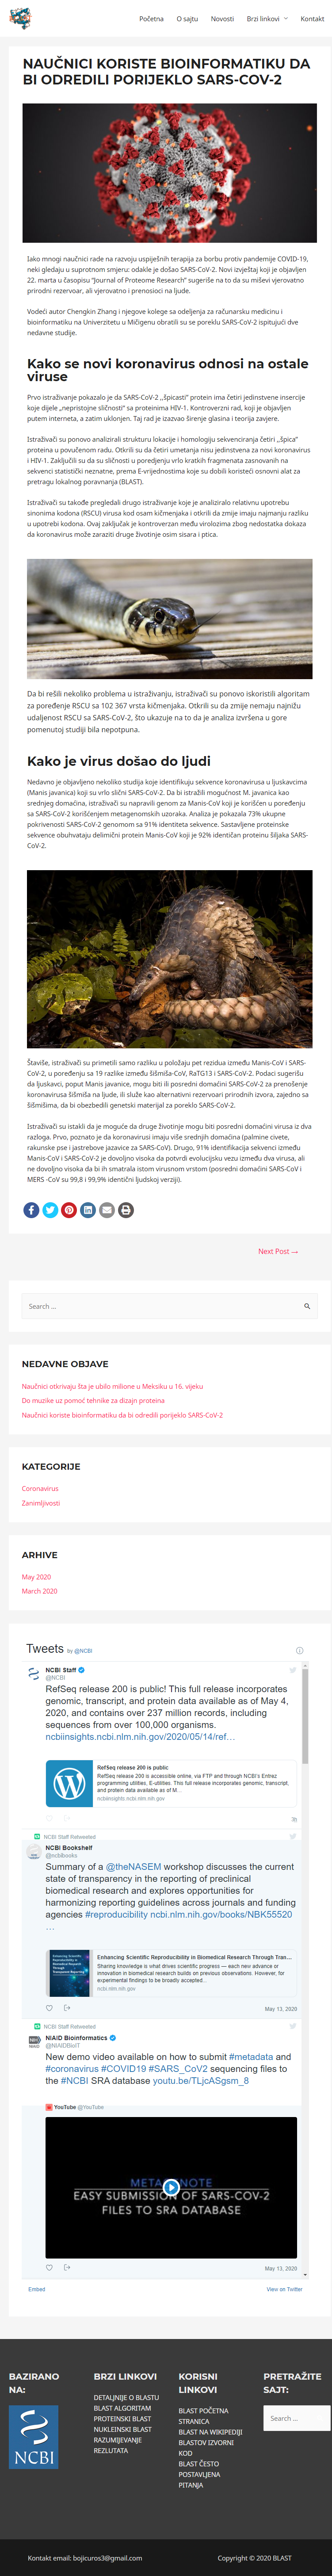 Početna
O sajtu
Novosti
Brzi linkovi
Kontakt
NAUČNICI KORISTE BIOINFORMATIKU DA
BI ODREDILI PORIJEKLO SARS-COV-2
Iako mnogi naučnici rade na razvoju uspiješnih terapija za borbu protiv pandemije COVID-19,
neki gledaju u suprotnom smjeru: odakle je došao SARS-CoV-2. Novi izvještaj koji je objavljen
22. marta u časopisu “Journal of Proteome Research” sugeriše na to da su miševi vjerovatno
prirodni rezervoar, ali vjerovatno i prenosioci na ljude.
Vodeći autor Chengkin Zhang i njegove kolege sa odeljenja za računarsku medicinu i
bioinformatiku na Univerzitetu u Mičigenu obratili su se poreklu SARS-CoV-2 ispitujući dve
nedavne studije.
Kako se novi koronavirus odnosi na ostale
viruse
Prvo istraživanje pokazalo je da SARS-CoV-2 ,,špicasti” protein ima četiri jedinstvene insercije
koje dijele „nepristojne sličnosti” sa proteinima HIV-1. Kontroverzni rad, koji je objavljen
putem interneta, a zatim uklonjen. Taj rad je izazvao širenje glasina i teorija zavjere.
Istraživači su ponovo analizirali strukturu lokacije i homologiju sekvenciranja četiri ,,špica”
proteina u povučenom radu. Otkrili su da četiri umetanja nisu jedinstvena za novi koronavirus
i HIV-1. Zaključili su da su sličnosti u poredjenju vrlo kratkih fragmenata zasnovanih na
sekvenci statistički neznatne, prema E-vrijednostima koje su dobili koristeći osnovni alat za
pretragu lokalnog poravnanja (BLAST).
Istraživači su takođe pregledali drugo istraživanje koje je analiziralo relativnu upotrebu
sinonima kodona (RSCU) virusa kod osam kičmenjaka i otkrili da zmije imaju najmanju razliku
u upotrebi kodona. Ovaj zaključak je kontroverzan među virolozima zbog nedostatka dokaza
da koronavirus može zaraziti druge životinje osim sisara i ptica.
Da bi rešili nekoliko problema u istraživanju, istraživači su ponovo iskoristili algoritam
za poređenje RSCU sa 102 367 vrsta kičmenjaka. Otkrili su da zmije nemaju najnižu
udaljenost RSCU sa SARS-CoV-2, što ukazuje na to da je analiza izvršena u gore
pomenutoj studiji bila nepotpuna.
Kako je virus došao do ljudi
Nedavno je objavljeno nekoliko studija koje identifikuju sekvence koronavirusa u ljuskavcima
(Manis javanica) koji su vrlo slični SARS-CoV-2. Da bi istražili mogućnost M. javanica kao
srednjeg domaćina, istraživači su napravili genom za Manis-CoV koji je korišćen u poređenju
sa SARS-CoV-2 korišćenjem metagenomskih uzoraka. Analiza je pokazala 73% ukupne
pokrivenosti SARS-CoV-2 genomom sa 91% identiteta sekvence. Sastavljene proteinske
sekvence obuhvataju delimični protein Manis-CoV koji je 92% identičan proteinu šiljaka SARS-
CoV-2.
Štaviše, istraživači su primetili samo razliku u položaju pet rezidua između Manis-CoV i SARS-
CoV-2, u poređenju sa 19 razlike između šišmiša-CoV, RaTG13 i SARS-CoV-2. Podaci sugerišu
da ljuskavci, poput Manis javanice, mogu biti ili posredni domaćini SARS-CoV-2 za prenošenje
koronavirusa šišmiša na ljude, ili služe kao alternativni rezervoari prirodnih izvora, zajedno sa
šišmišima, da bi obezbedili genetski materijal za poreklo SARS-CoV-2.
Istraživači su istakli da je moguće da druge životinje mogu biti posredni domaćini virusa iz dva
razloga. Prvo, poznato je da koronavirusi imaju više srednjih domaćina (palmine civete,
rakunske pse i jastrebove jazavce za SARS-CoV). Drugo, 91% identifikacija sekvenci između
Manis-CoV i SARS-CoV-2 je dovoljno visoka da potvrdi evolucijsku vezu između dva virusa, ali
ne dovoljno visoka da bi ih smatrala istom virusnom vrstom (posredni domaćini SARS-CoV i
MERS -CoV su 99,8 i 99,9% identični ljudskoj verziji).
Next Post →
Search ...
NEDAVNE OBJAVE
Naučnici otkrivaju šta je ubilo milione u Meksiku u 16. vijeku
Do muzike uz pomoć tehnike za dizajn proteina
Naučnici koriste bioinformatiku da bi odredili porijeklo SARS-CoV-2
KATEGORIJE
Coronavirus
Zanimljivosti
ARHIVE
May 2020
March 2020
Tweets by @NCBI
NCBI Staff
@NCBI
RefSeq release 200 is public! This full release incorporates
genomic, transcript, and protein data available as of May 4,
2020, and contains over 237 million records, including
sequences from over 100,000 organisms.
ncbiinsights.ncbi.nlm.nih.gov/2020/05/14/ref…
RefSeq release 200 is public
RefSeq release 200 is accessible online, via FTP and through NCBI's Entrez
programming utilities, E-utilities. This full release incorporates genomic, transcript,
and protein data available as of M...
ncbiinsights.ncbi.nlm.nih.gov
NCBI Staff Retweeted
NCBI Bookshelf
@ncbibooks
Summary of a @theNASEM workshop discusses the current
state of transparency in the reporting of preclinical
biomedical research and explores opportunities for
harmonizing reporting guidelines across journals and funding
agencies #reproducibility ncbi.nlm.nih.gov/books/NBK55520
…
Enhancing Scientific Reproducibility in Biomedical Research Through Tran...
Sharing knowledge is what drives scientific progress — each new advance or
innovation in biomedical research builds on previous observations. However, for
experimental findings to be broadly accepted...
ncbi.nlm.nih.gov
May 13, 2020
NCBI Staff Retweeted
NIAID Bioinformatics
@NIAIDBioIT
New demo video available on how to submit #metadata and
#coronavirus #COVID19 #SARS_CoV2 sequencing files to
the #NCBI SRA database youtu.be/TLjcASgsm_8
YouTube @YouTube
EASY SUBMISSION OF SARS-COV-2
FILES TO SRA DATABASE
May 13, 2020
Embed
View on Twitter
BAZIRANO
NA:
NCBI
BRZI LINKOVI
DETALJNIJE O BLASTU
BLAST ALGORITAM
PROTEINSKI BLAST
NUKLEINSKI BLAST
RAZUMIJEVANJE
REZLUTATA
KORISNI
LINKOVI
BLAST POČETNA
STRANICA
BLAST NA WIKIPEDIJI
BLASTOV IZVORNI
KOD
BLAST ČESTO
POSTAVLJENA
PITANJA
PRETRAŽITE
SAJT:
Search ...
Kontakt email: bojicuros3@gmail.com
Copyright © 2020 BLAST